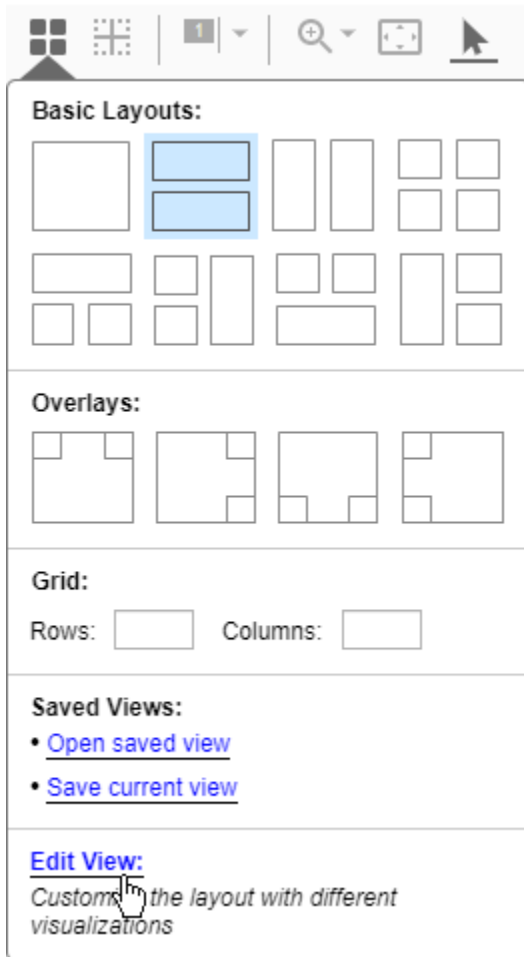 1
Basic Layouts:
Overlays:
Grid:
Rows: Columns:
Saved Views:
• Open saved view
• Save current view
Edit View:
the layout with different
visualizations